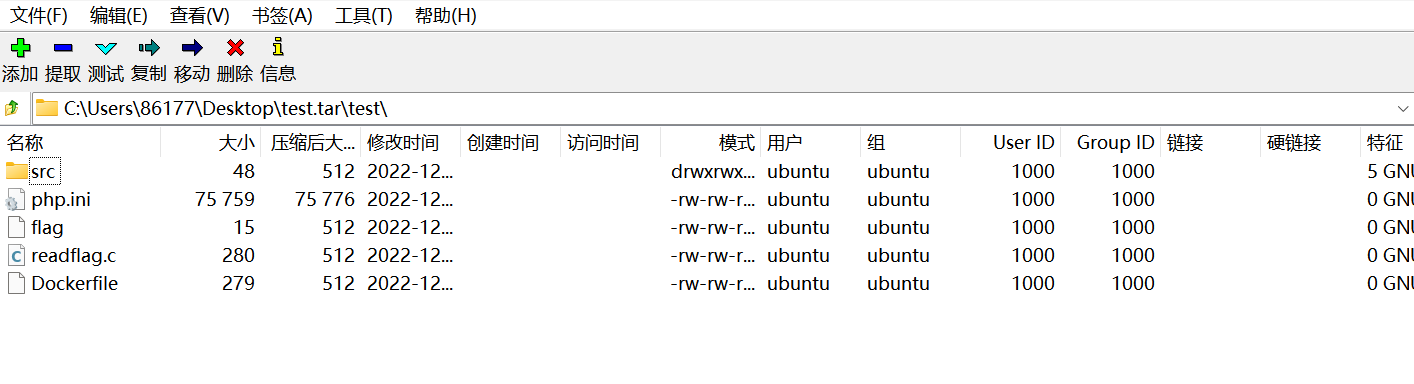 文件(F) 编辑(E) 查看(V) 书签(A) 工具(T) 帮助(H)
添加 提取 测试 复制 移动 删除 信息
C:\Users\86177\Desktop\test.tar\test\
名称 大小 压缩后大... 修改时间 创建时间 访问时间 模式 用户 组 User ID Group ID 链接 硬链接 特征
src 48 512 2022-12... drwxrwx... ubuntu ubuntu 1000 1000 5 GNU
php.ini 75 759 75 776 2022-12... -rw-rw-r... ubuntu ubuntu 1000 1000 0 GNU
flag 15 512 2022-12... -rw-rw-r... ubuntu ubuntu 1000 1000 0 GNU
readflag.c 280 512 2022-12... -rw-rw-r... ubuntu ubuntu 1000 1000 0 GNU
Dockerfile 279 512 2022-12... -rw-rw-r... ubuntu ubuntu 1000 1000 0 GNU